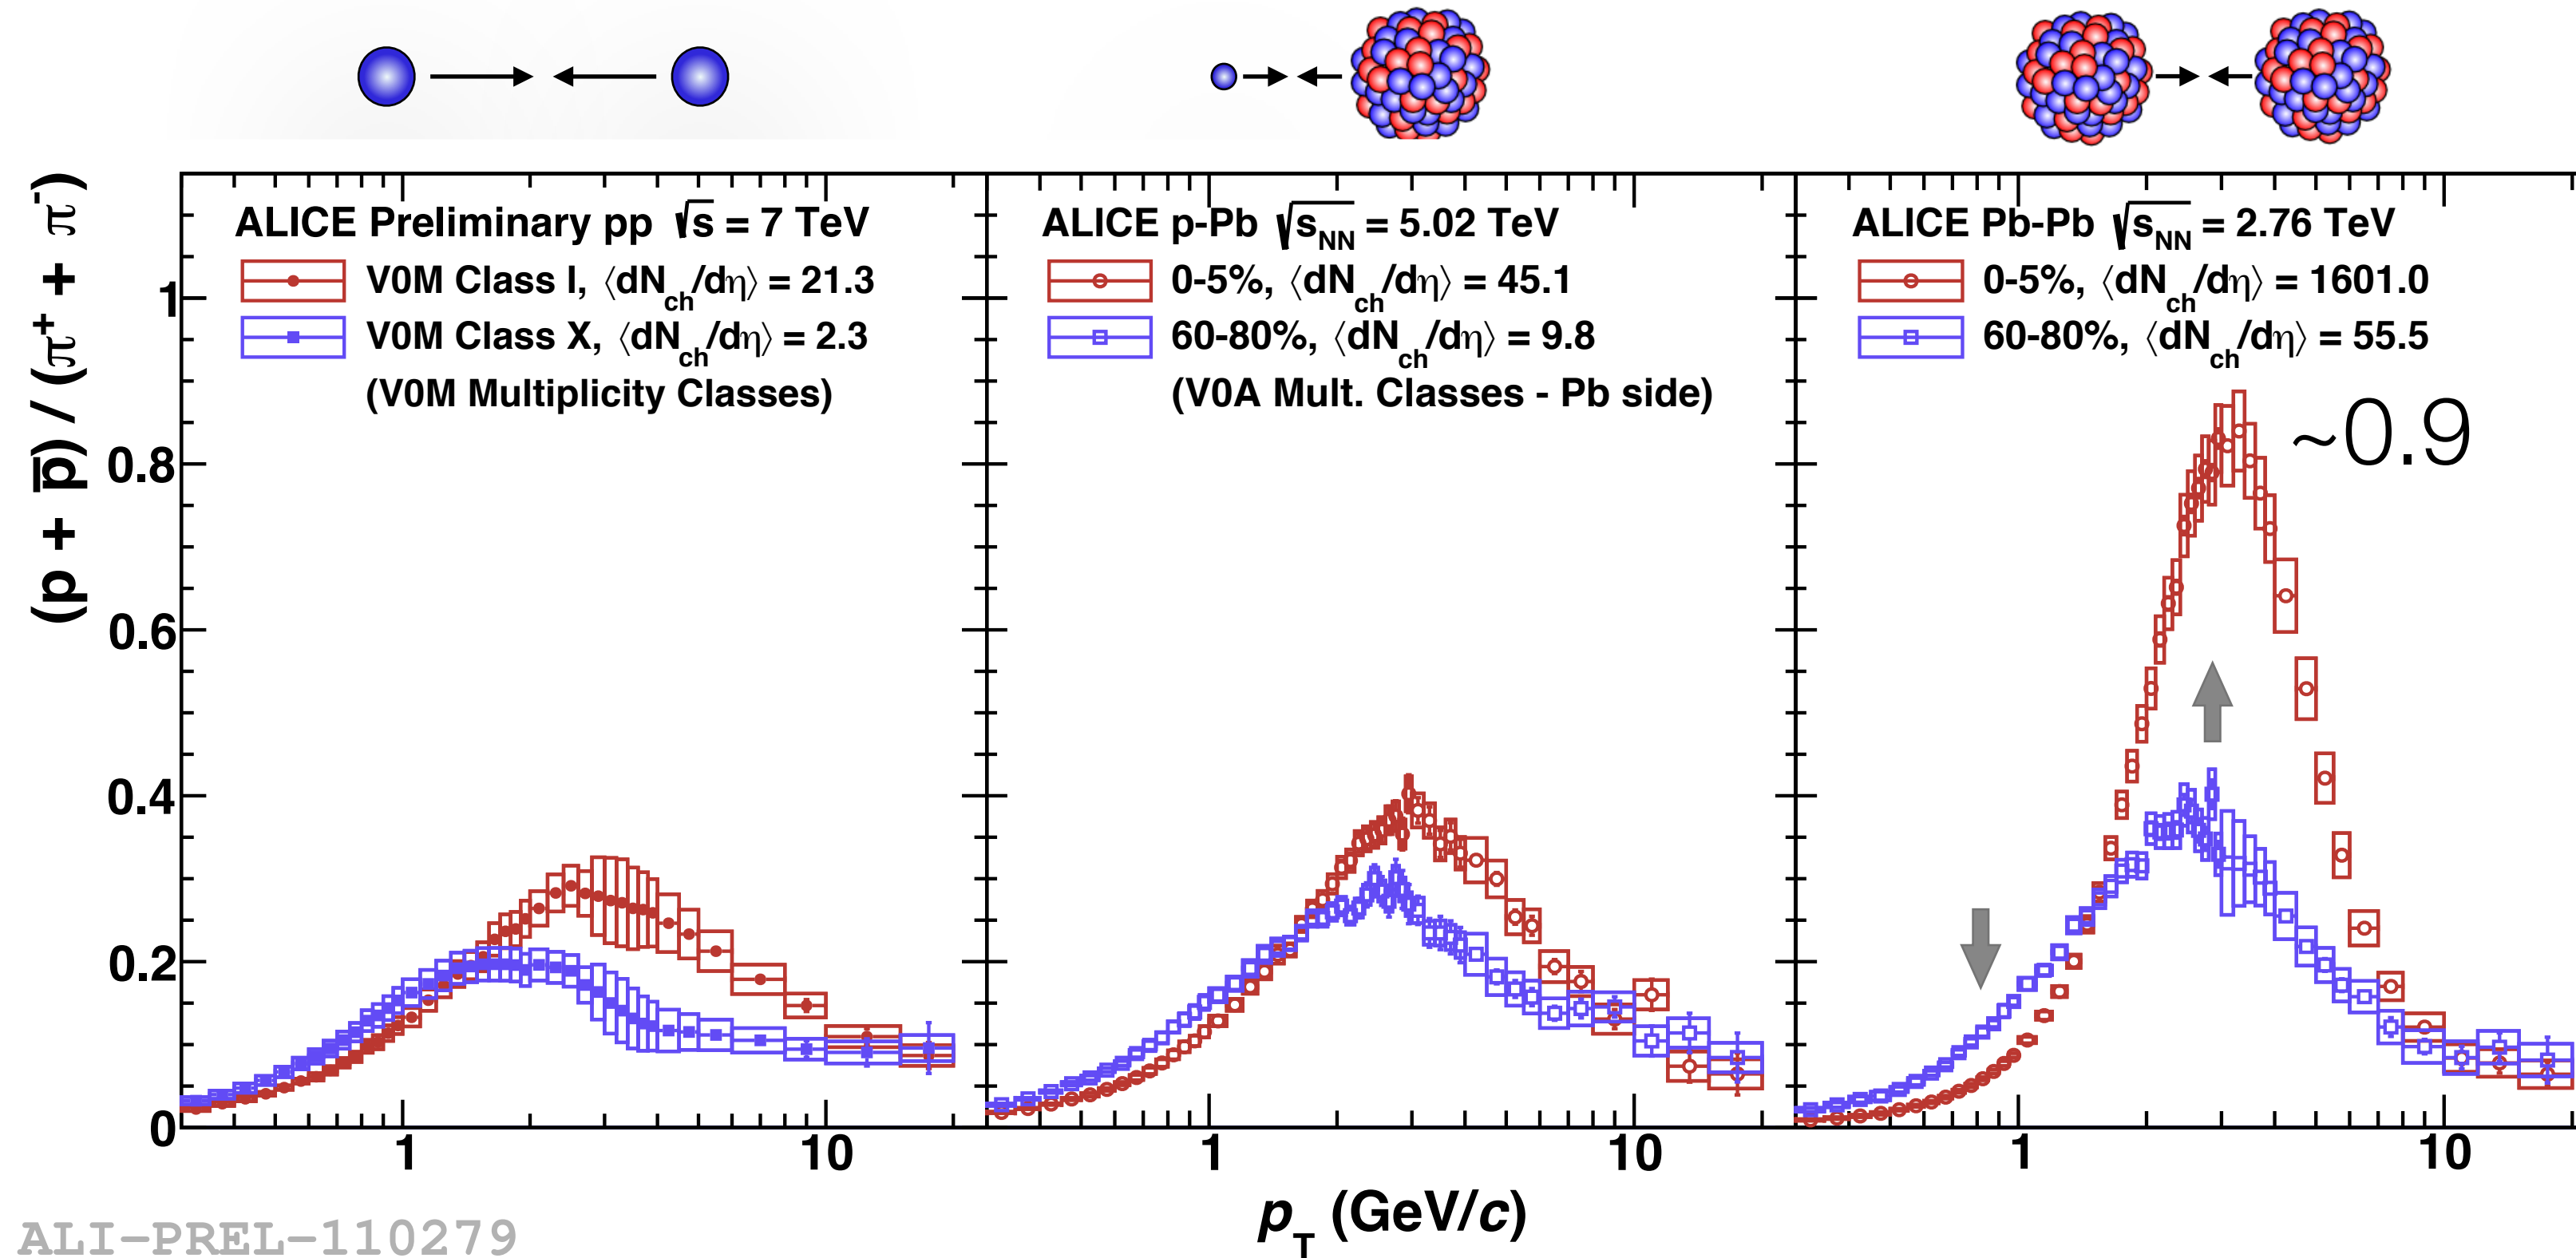 (p + p̅) / (π⁺ + π⁻)
ALICE Preliminary pp √s = 7 TeV
V0M Class I, ⟨dN_ch/dη⟩ = 21.3
V0M Class X, ⟨dN_ch/dη⟩ = 2.3
(V0M Multiplicity Classes)
ALICE p-Pb √s_NN = 5.02 TeV
0-5%, ⟨dN_ch/dη⟩ = 45.1
60-80%, ⟨dN_ch/dη⟩ = 9.8
(V0A Mult. Classes - Pb side)
ALICE Pb-Pb √s_NN = 2.76 TeV
0-5%, ⟨dN_ch/dη⟩ = 1601.0
60-80%, ⟨dN_ch/dη⟩ = 55.5
~0.9
1
0.8
0.6
0.4
0.2
0
1 10 1 10 1 10
p_T (GeV/c)
ALI-PREL-110279